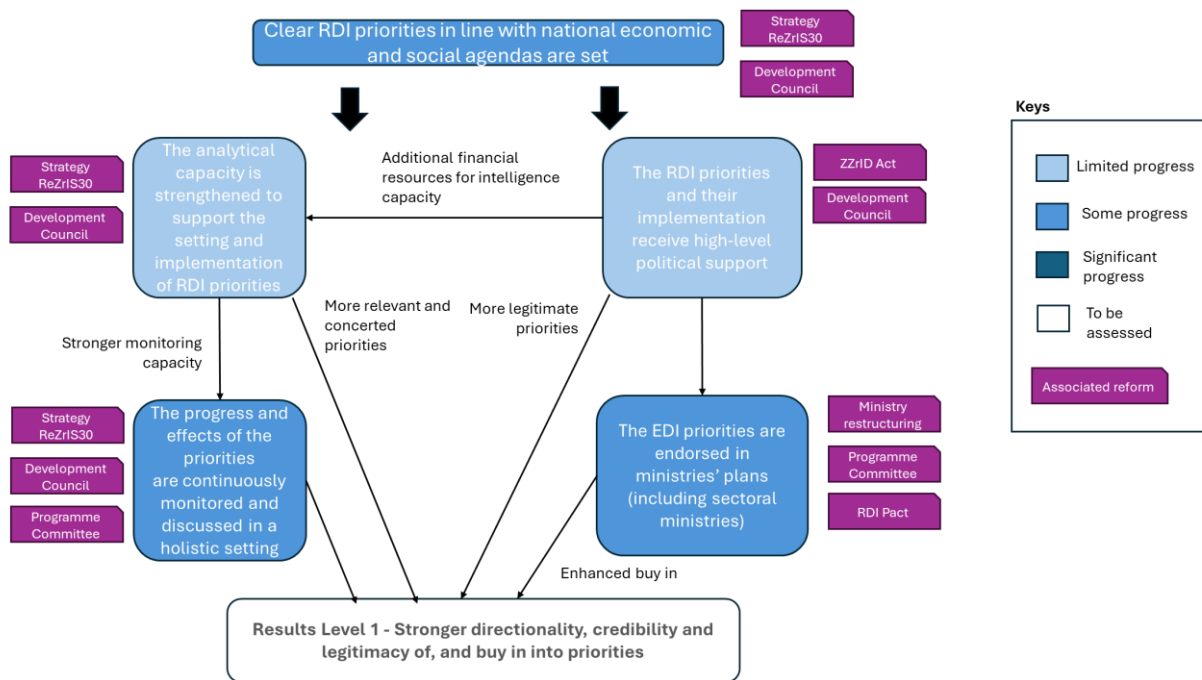 Clear RDI priorities in line with national economic
and social agendas are set
Strategy
ReZrIS30
Development
Council
Strategy
ReZrIS30
Development
Council
The analytical
capacity is
strengthened to
support the
setting and
implementation
of RDI priorities
Additional financial
resources for intelligence
capacity
The RDI priorities
and their
implementation
receive high-level
political support
ZZrID Act
Development
Council
Stronger monitoring
capacity
More relevant and
concerted
priorities
More legitimate
priorities
Strategy
ReZrIS30
Development
Council
Programme
Committee
The progress and
effects of the
priorities
are continuously
monitored and
discussed in a
holistic setting
The EDI priorities are
endorsed in
ministries’ plans
(including sectoral
ministries)
Ministry
restructuring
Programme
Committee
RDI Pact
Enhanced buy in
Results Level 1 - Stronger directionality, credibility and
legitimacy of, and buy in into priorities
Keys
Limited progress
Some progress
Significant
progress
To be
assessed
Associated reform